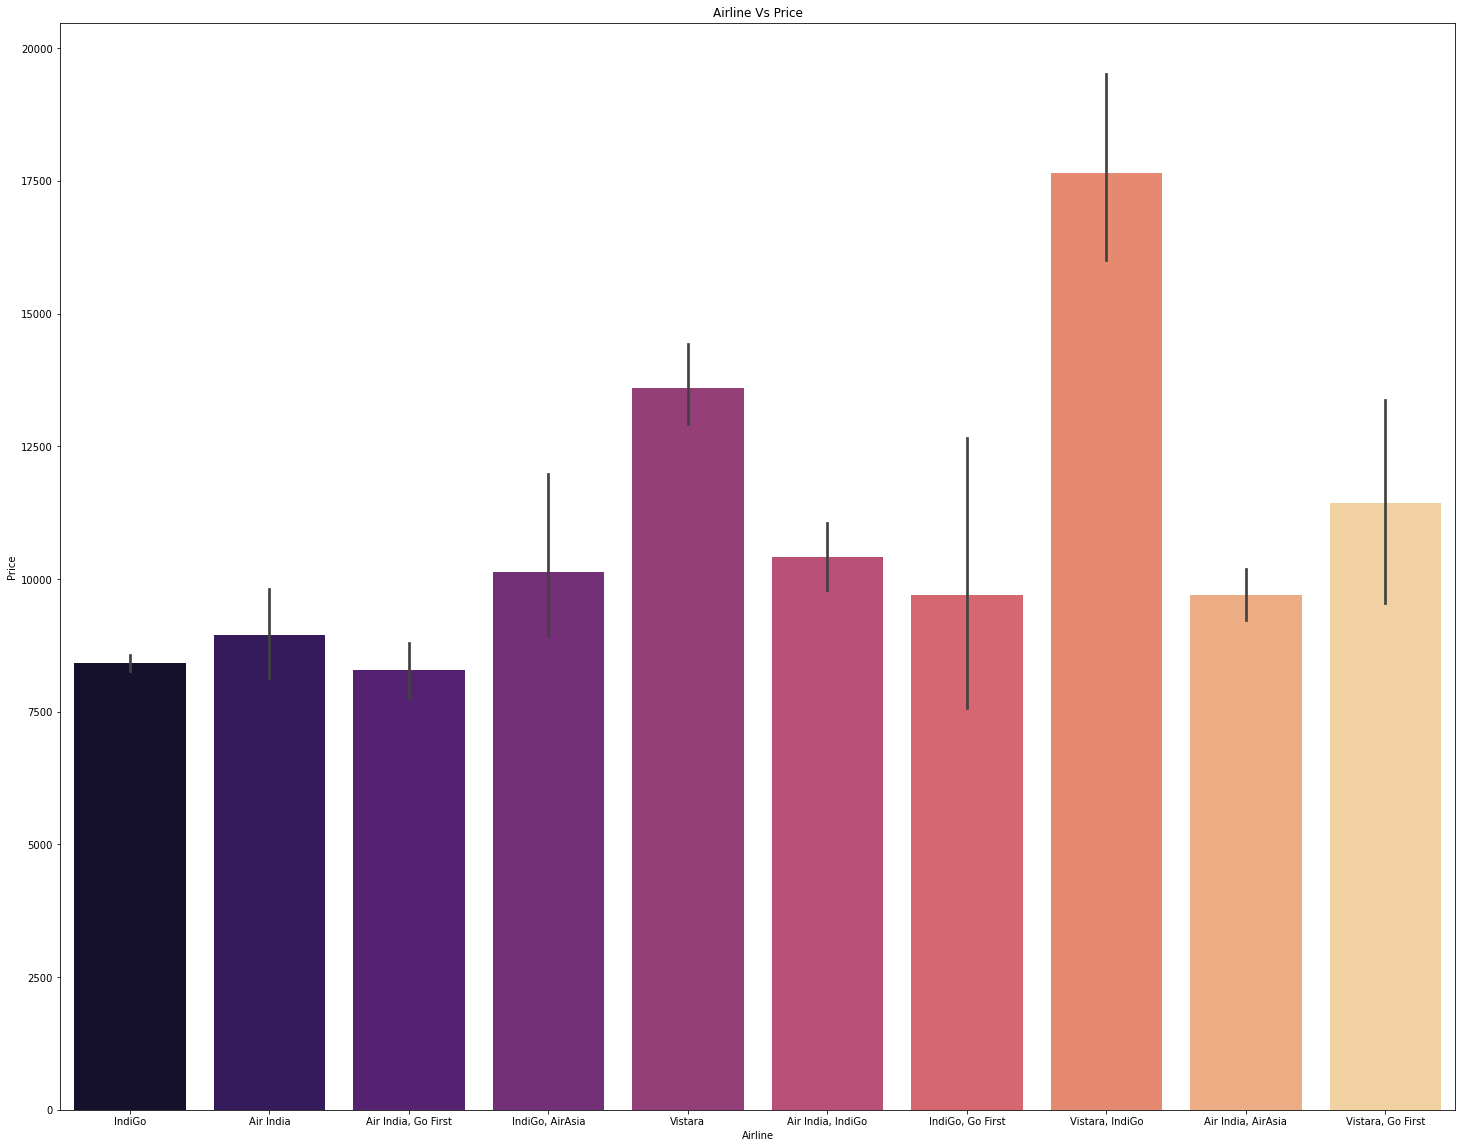 Airline Vs Price
20000
17500
15000
12500
10000
7500
5000
2500
0
Price
IndiGo
Air India
Air India, Go First
IndiGo, AirAsia
Vistara
Air India, IndiGo
IndiGo, Go First
Vistara, IndiGo
Air India, AirAsia
Vistara, Go First
Airline